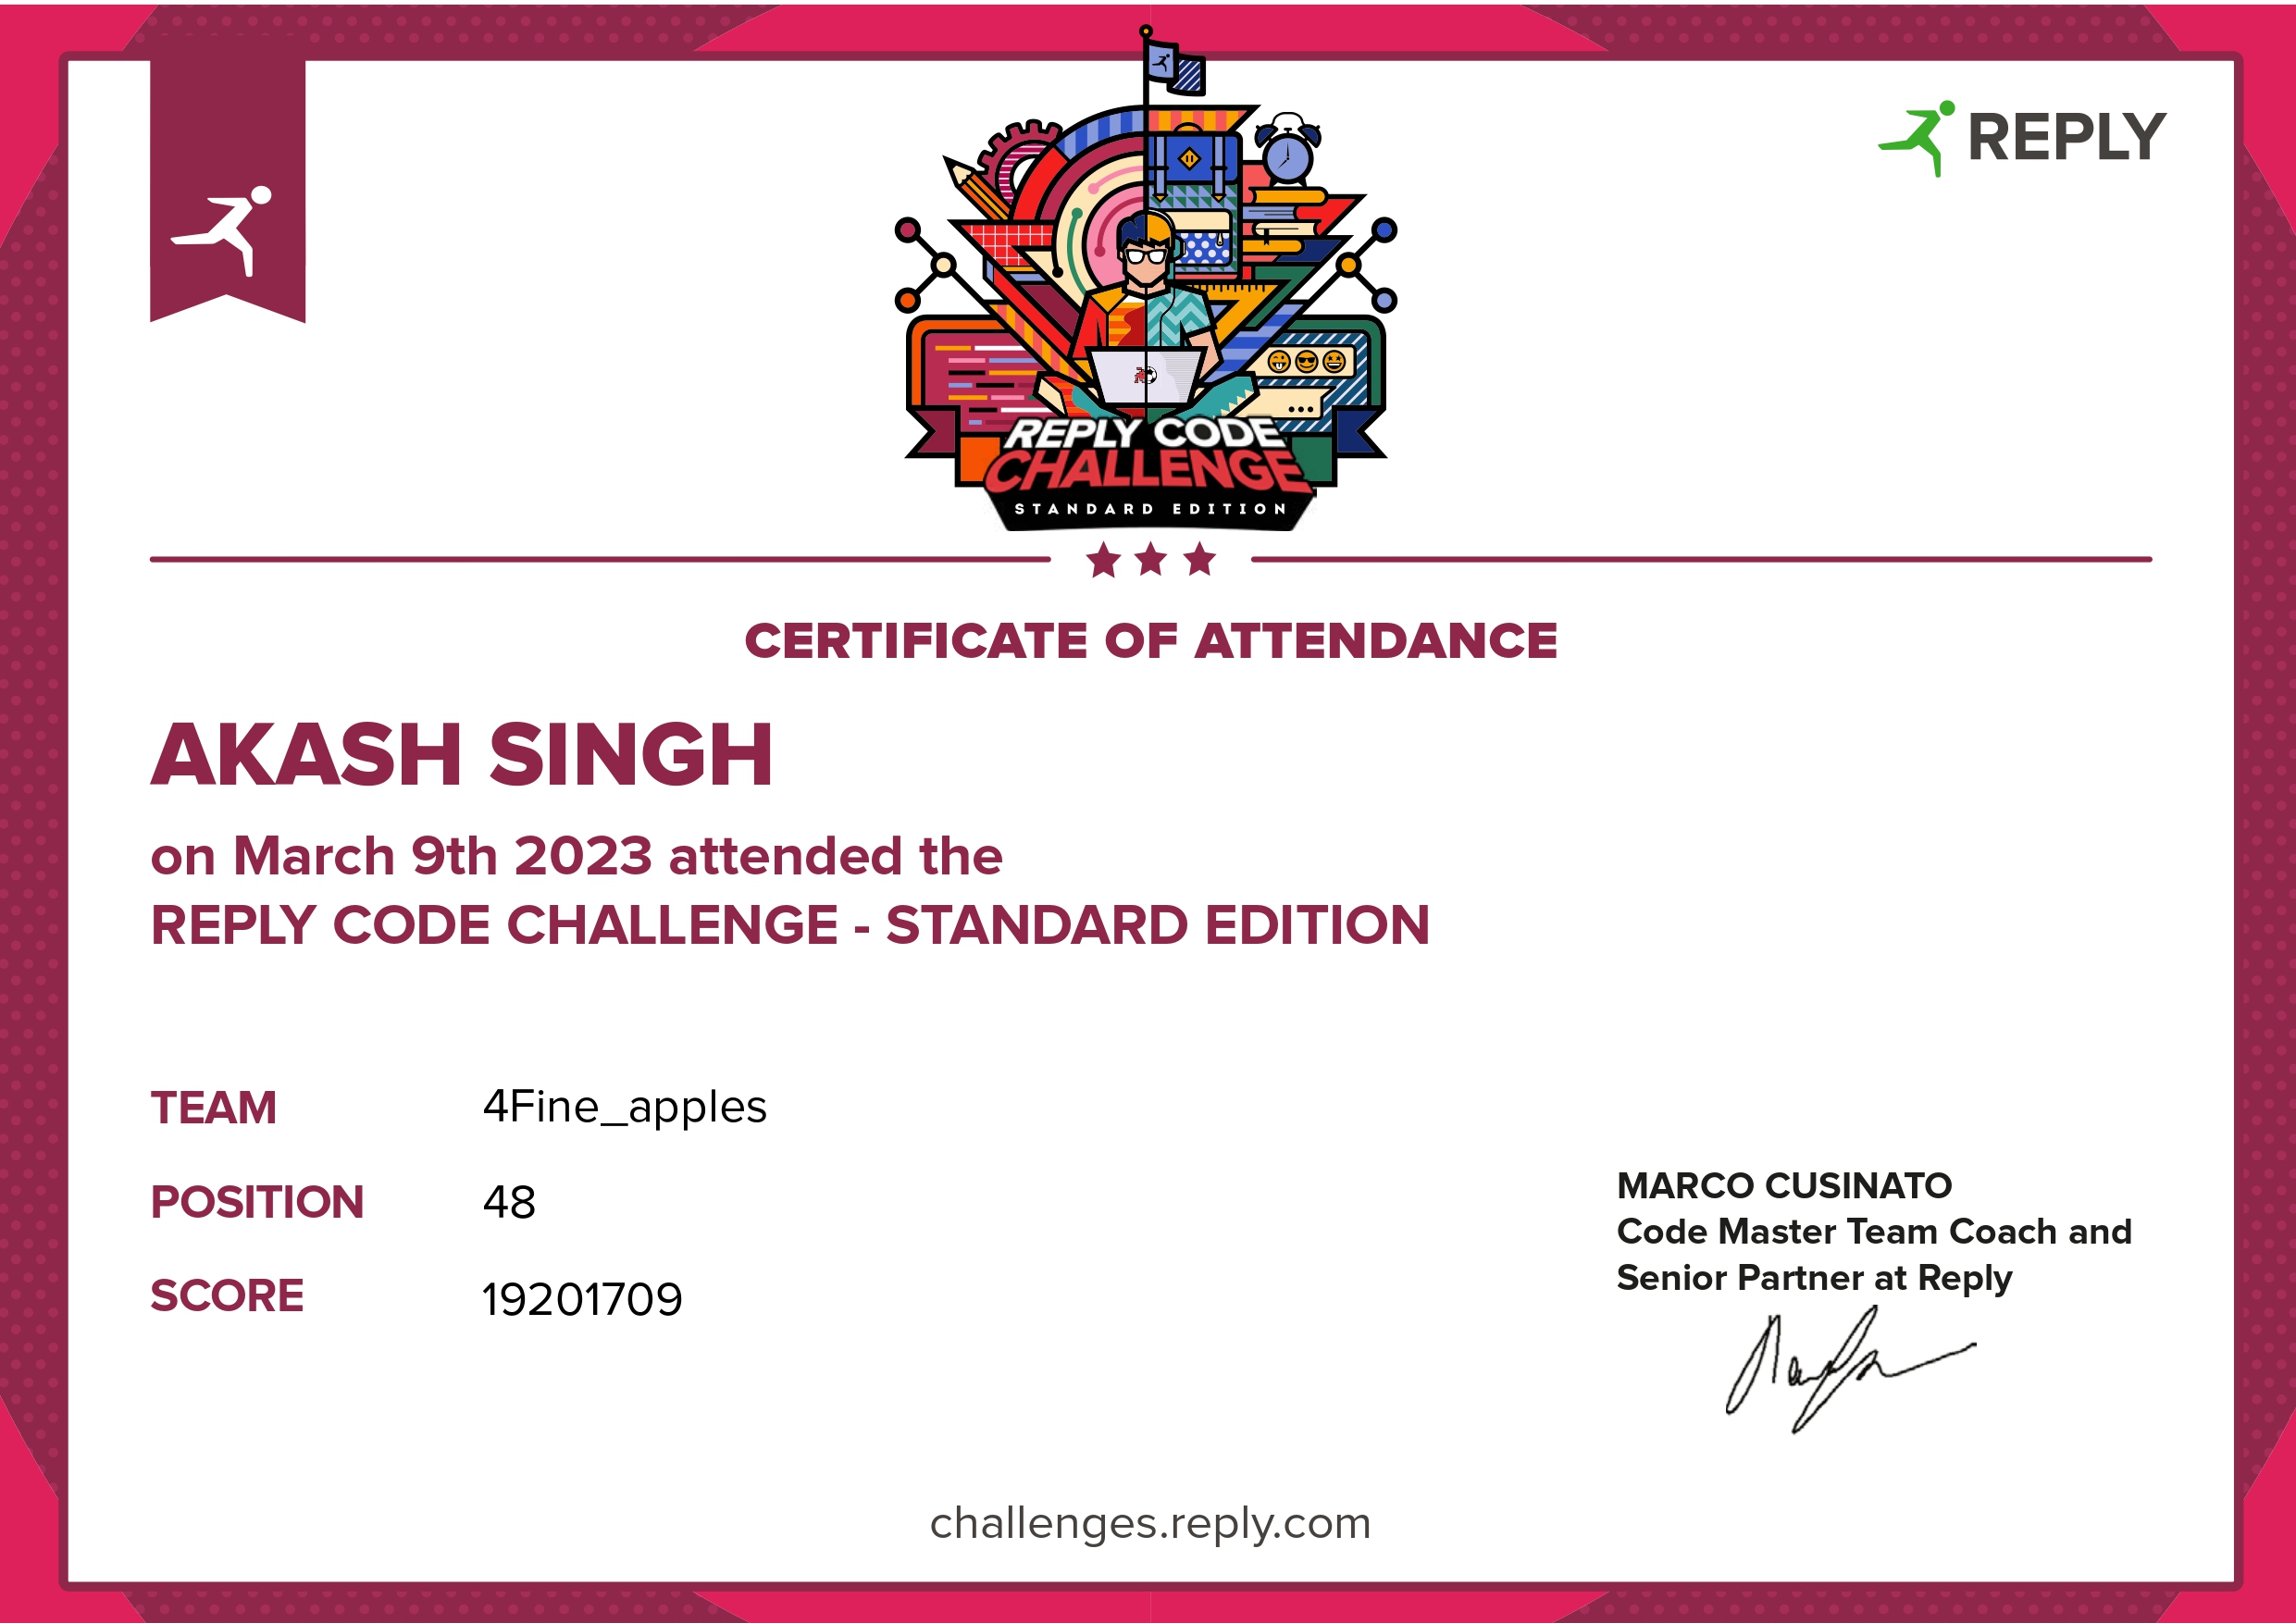 REPLY
REPLY CODE
CHALLENGE
STANDARD EDITION
CERTIFICATE OF ATTENDANCE
AKASH SINGH
on March 9th 2023 attended the
REPLY CODE CHALLENGE - STANDARD EDITION
TEAM 4Fine_apples
POSITION 48
SCORE 19201709
MARCO CUSINATO
Code Master Team Coach and
Senior Partner at Reply
challenges.reply.com